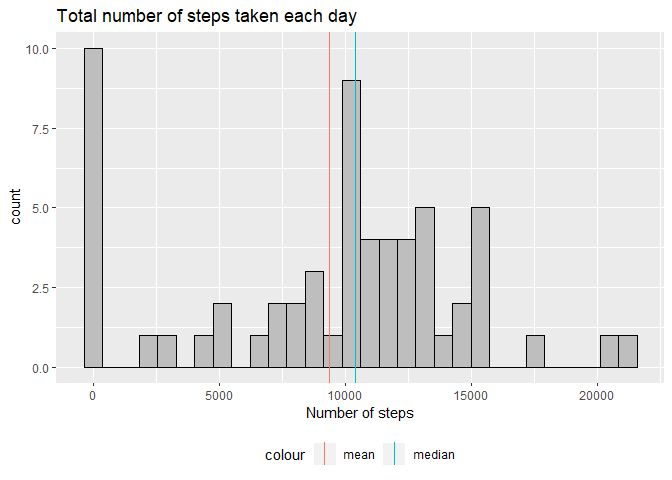 Total number of steps taken each day
10.0
7.5
5.0
2.5
0.0
count
0 5000 10000 15000 20000
Number of steps
colour mean median